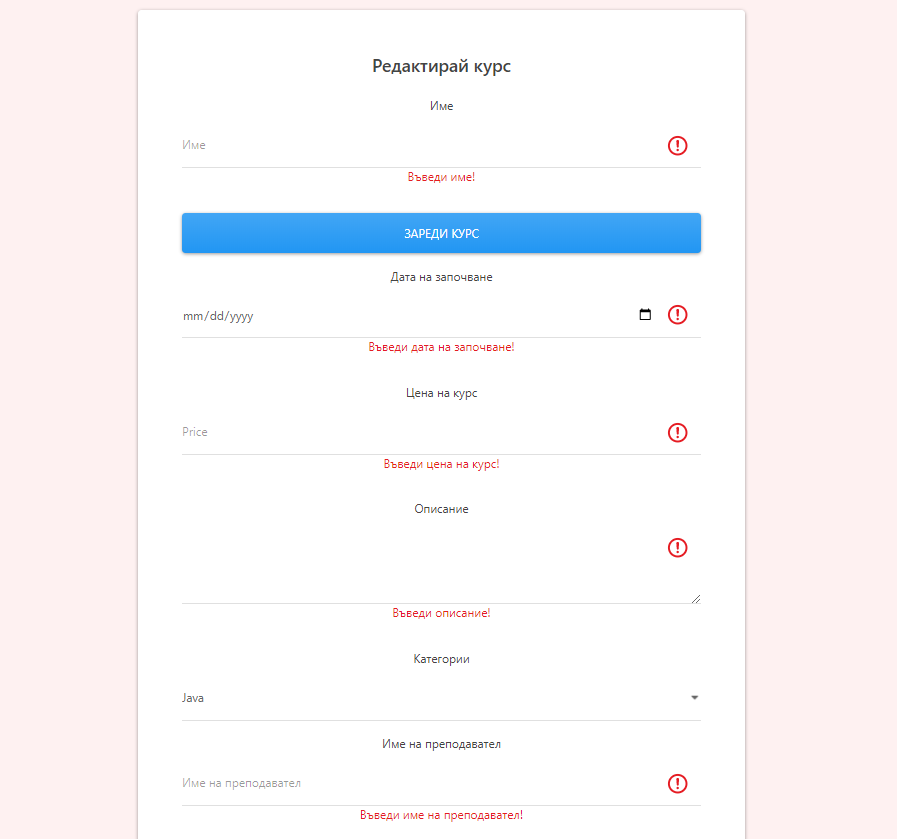 Редактирай курс
Име
Име
Въведи име!
ЗАРЕДИ КУРС
Дата на започване
mm/dd/yyyy
Въведи дата на започване!
Цена на курс
Price
Въведи цена на курс!
Описание
Въведи описание!
Категории
Java
Име на преподавател
Име на преподавател
Въведи име на преподавател!